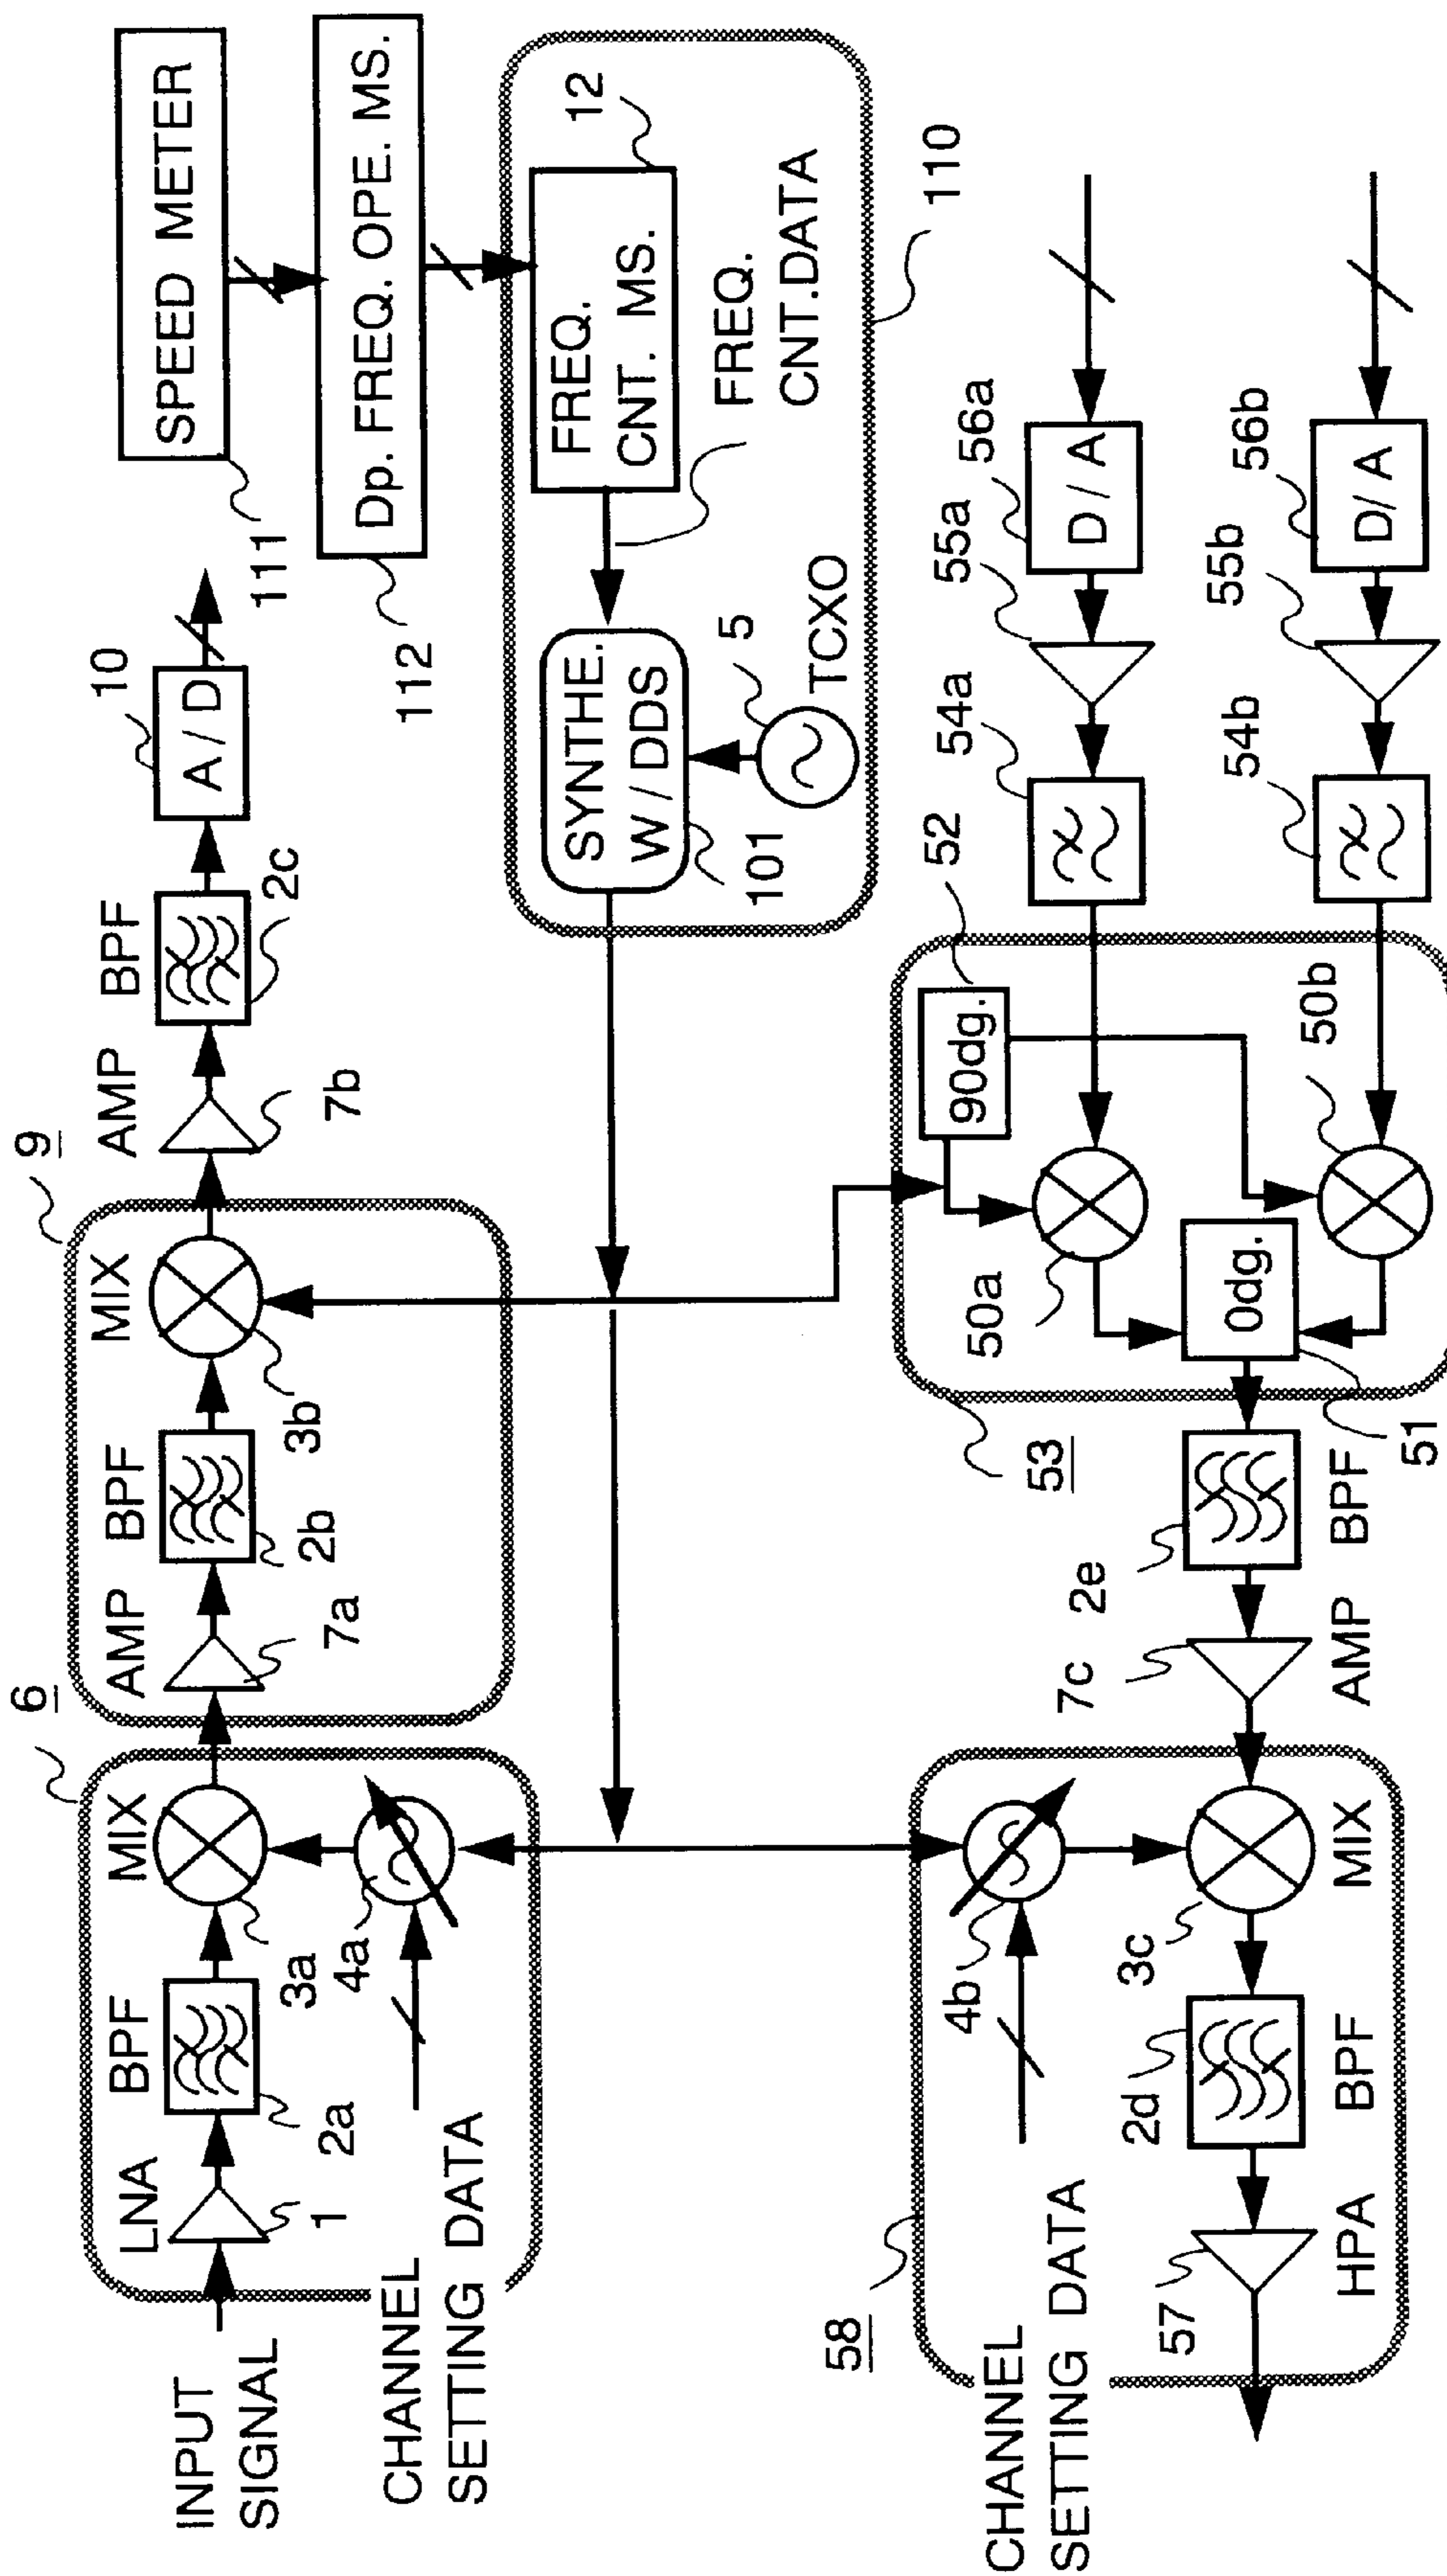 INPUT
SIGNAL
LNA
1
BPF
2a
MIX
3a
6
4a
CHANNEL
SETTING DATA
AMP
7a
BPF
2b
MIX
3b
9
AMP
7b
BPF
2c
A/D
10
SPEED METER
111
Dp. FREQ. OPE. MS.
112
FREQ.
CNT. MS.
12
FREQ.
CNT.DATA
SYNTHE.
W/DDS
101
5
TCXO
110
58
CHANNEL
SETTING DATA
4b
57
HPA
2d
BPF
3c
MIX
7c
AMP
2e
BPF
53
51
0dg.
50a
50b
90dg.
52
54a
54b
55a
55b
D/A
56a
D/A
56b